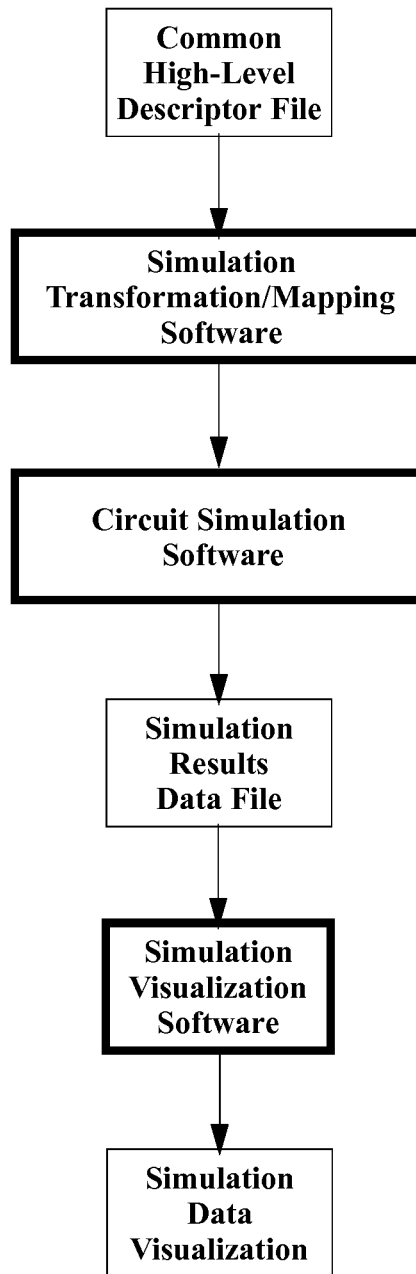 Common
High-Level
Descriptor File
Simulation
Transformation/Mapping
Software
Circuit Simulation
Software
Simulation
Results
Data File
Simulation
Visualization
Software
Simulation
Data
Visualization